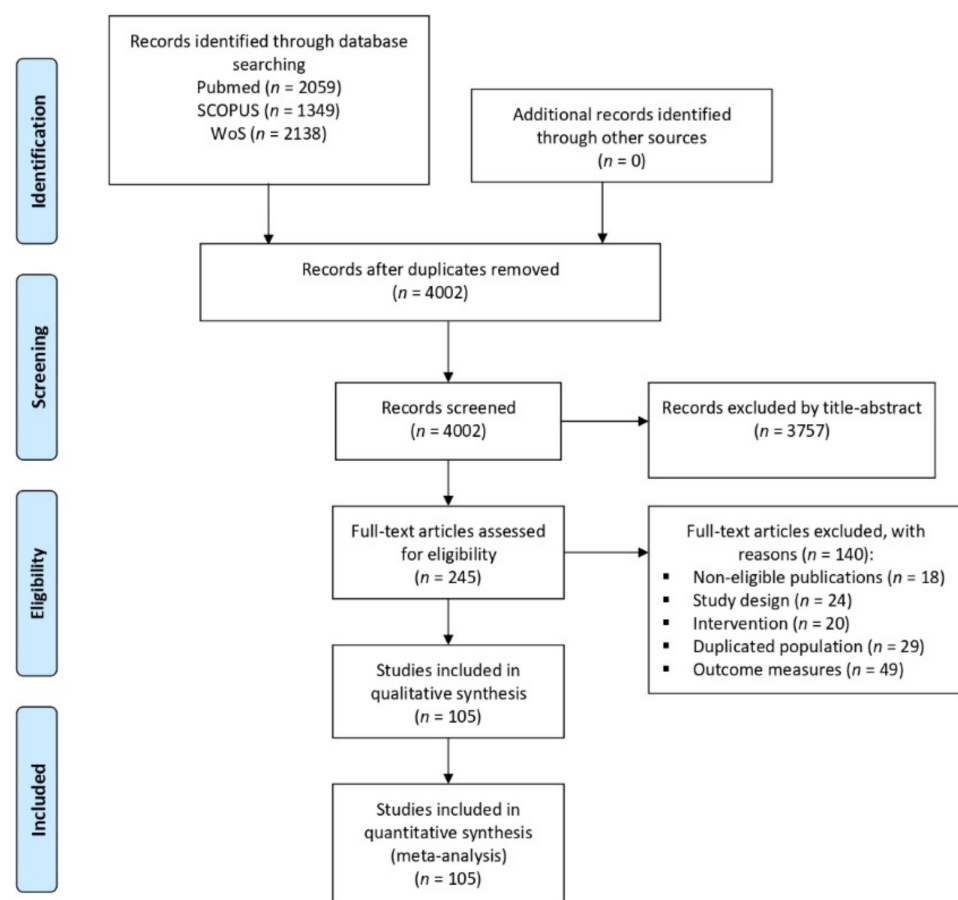 Identification
Records identified through database
searching
Pubmed (n = 2059)
SCOPUS (n = 1349)
WoS (n = 2138)
Additional records identified
through other sources
(n = 0)
Records after duplicates removed
(n = 4002)
Screening
Records screened
(n = 4002)
Records excluded by title-abstract
(n = 3757)
Eligibility
Full-text articles assessed
for eligibility
(n = 245)
Full-text articles excluded, with
reasons (n = 140):
▪ Non-eligible publications (n = 18)
▪ Study design (n = 24)
▪ Intervention (n = 20)
▪ Duplicated population (n = 29)
▪ Outcome measures (n = 49)
Studies included in
qualitative synthesis
(n = 105)
Included
Studies included in
quantitative synthesis
(meta-analysis)
(n = 105)